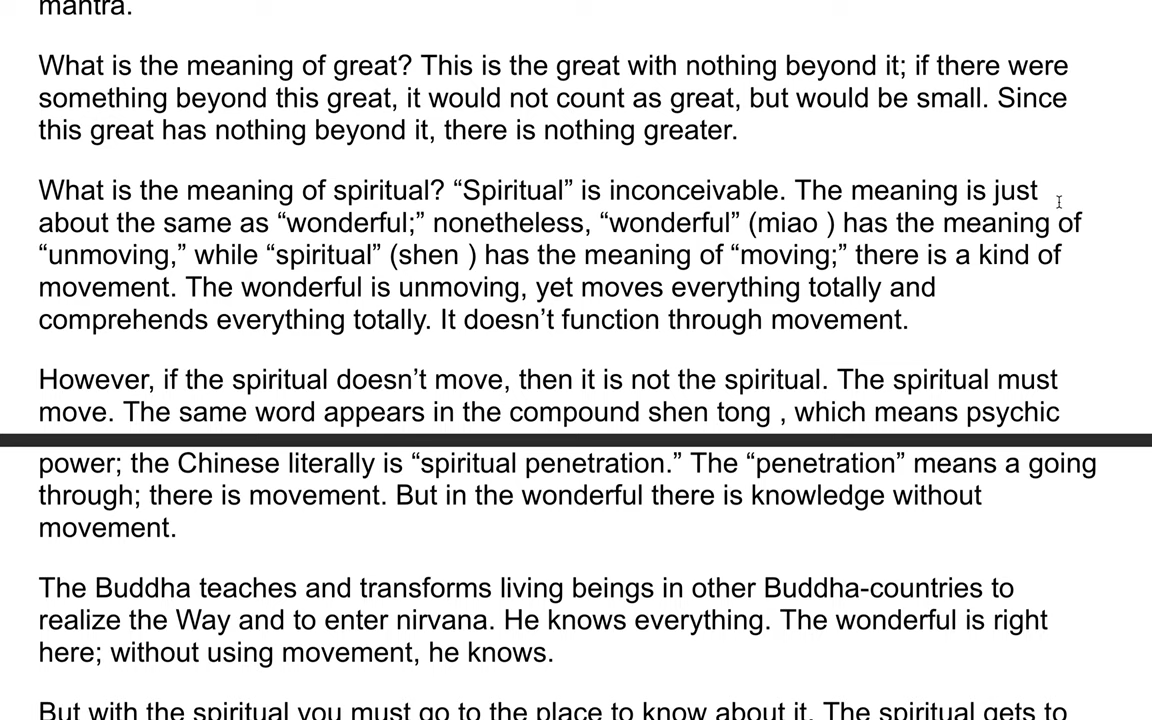 mantra.
What is the meaning of great? This is the great with nothing beyond it; if there were
something beyond this great, it would not count as great, but would be small. Since
this great has nothing beyond it, there is nothing greater.
What is the meaning of spiritual? “Spiritual” is inconceivable. The meaning is just
about the same as “wonderful;” nonetheless, “wonderful” (miao ) has the meaning of
“unmoving,” while “spiritual” (shen ) has the meaning of “moving;” there is a kind of
movement. The wonderful is unmoving, yet moves everything totally and
comprehends everything totally. It doesn’t function through movement.
However, if the spiritual doesn’t move, then it is not the spiritual. The spiritual must
move. The same word appears in the compound shen tong , which means psychic
power; the Chinese literally is “spiritual penetration.” The “penetration” means a going
through; there is movement. But in the wonderful there is knowledge without
movement.
The Buddha teaches and transforms living beings in other Buddha-countries to
realize the Way and to enter nirvana. He knows everything. The wonderful is right
here; without using movement, he knows.
But with the spiritual you must go to the place to know about it. The spiritual gets to